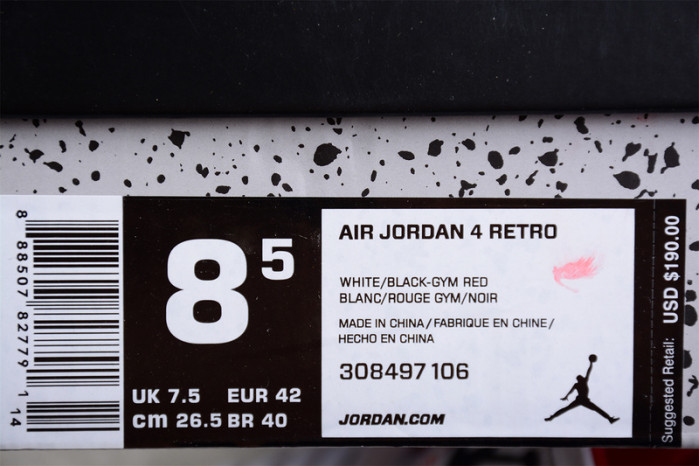 8 88507 82779 1 14
8 5
UK 7.5 EUR 42
cm 26.5 BR 40
AIR JORDAN 4 RETRO
WHITE/BLACK-GYM RED
BLANC/ROUGE GYM/NOIR
MADE IN CHINA/FABRIQUE EN CHINE/
HECHO EN CHINA
308497 106
JORDAN.COM
Suggested Retail: USD $190.00